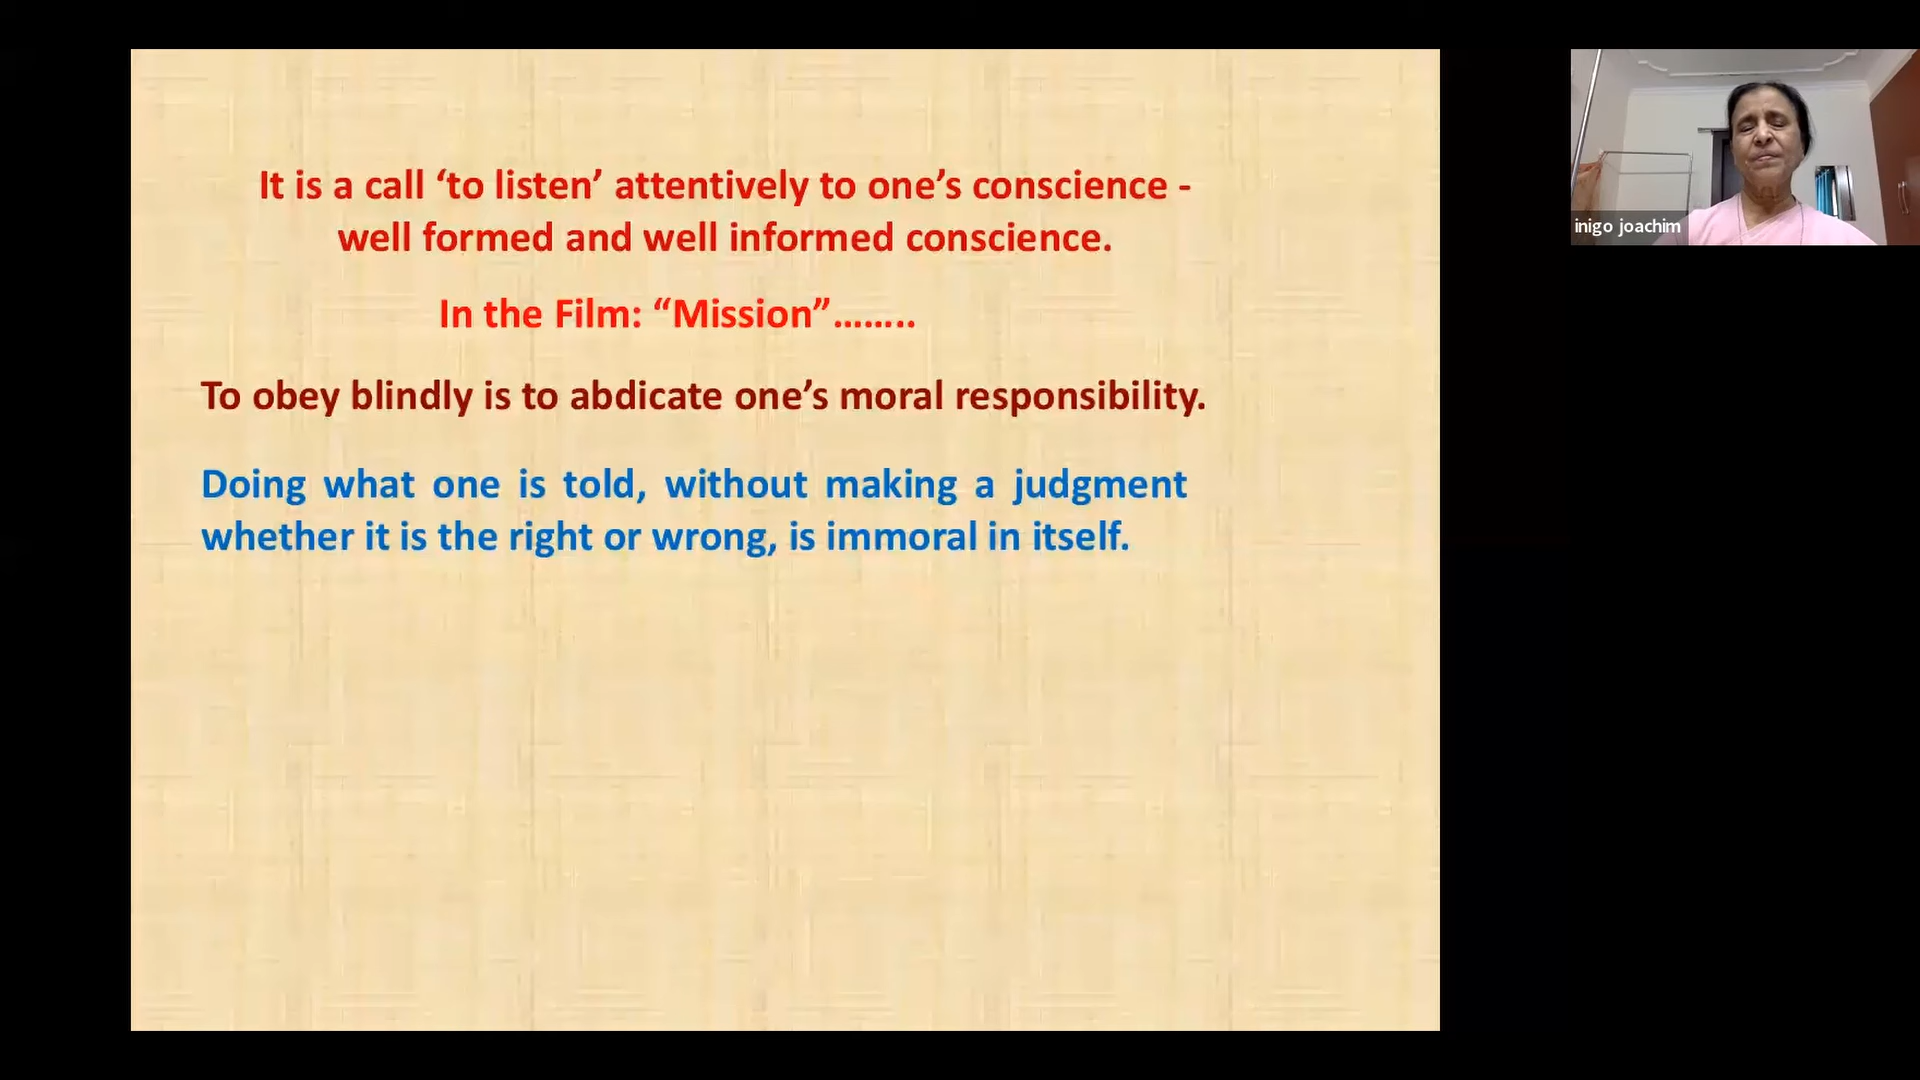 It is a call ‘to listen’ attentively to one’s conscience -
well formed and well informed conscience.
In the Film: “Mission”……..
To obey blindly is to abdicate one’s moral responsibility.
Doing what one is told, without making a judgment
whether it is the right or wrong, is immoral in itself.
inigo joachim